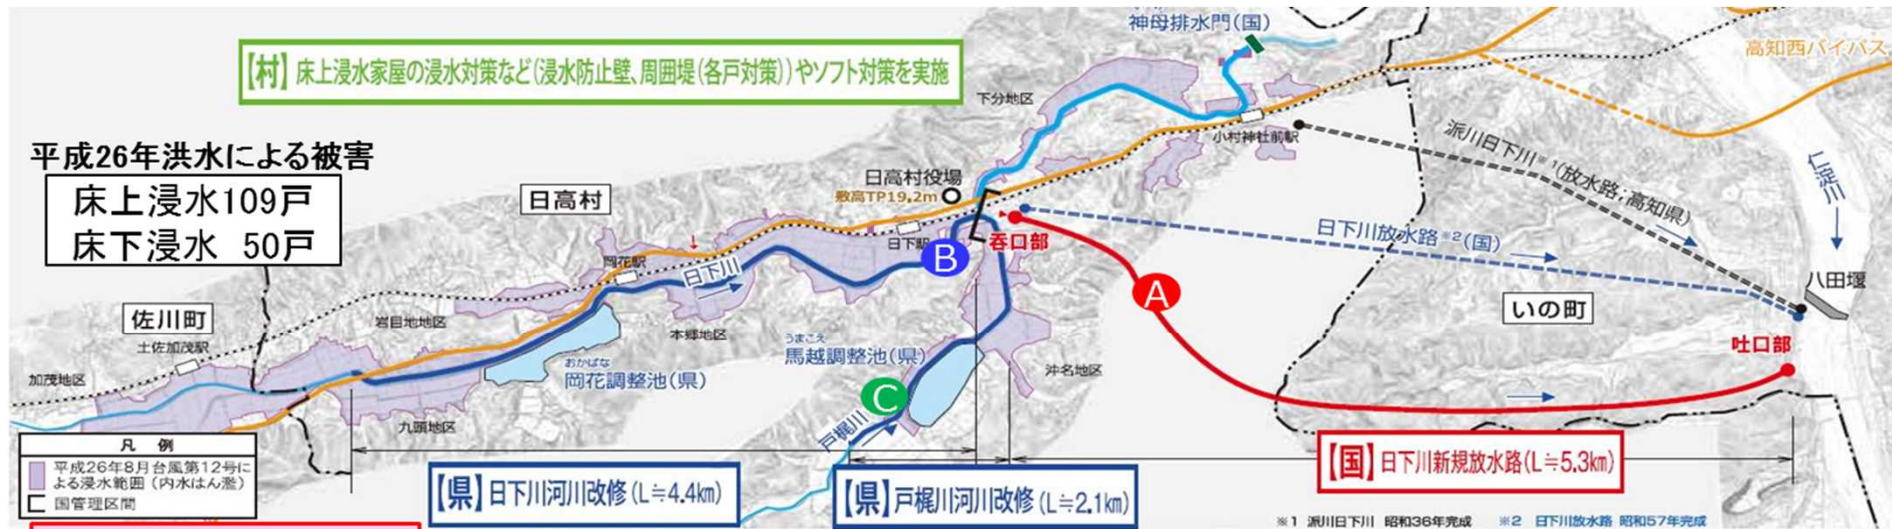 神母排水門(国)
高知西バイパス
【村】床上浸水家屋の浸水対策など(浸水防止壁、周囲堤(各戸対策))やソフト対策を実施
下分地区
小村神社前駅
派川日下川※1(放水路;高知県)
仁淀川
平成26年洪水による被害
床上浸水109戸
床下浸水 50戸
日高村役場
敷高TP19.2m
日高村
日下駅
呑口部
日下川放水路※2(国)
B
A
岡花駅
日下川
八田堰
いの町
佐川町
土佐加茂駅
岩目地地区
本郷地区
うまこえ
馬越調整池(県)
吐口部
おかばな
岡花調整池(県)
沖名地区
加茂地区
C
九頭地区
戸梶川
凡 例
平成26年8月台風第12号に
よる浸水範囲(内水はん濫)
国管理区間
【県】日下川河川改修(L≒4.4km)
【県】戸梶川河川改修(L≒2.1km)
【国】日下川新規放水路(L≒5.3km)
※1 派川日下川 昭和36年完成
※2 日下川放水路 昭和57年完成